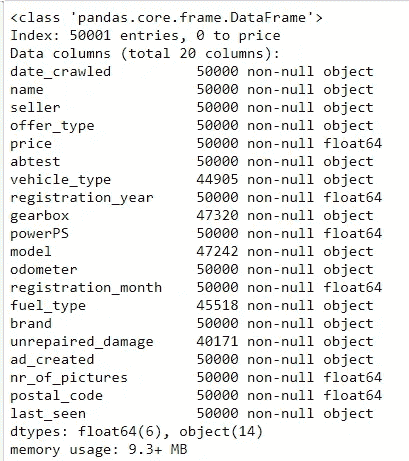 <class 'pandas.core.frame.DataFrame'>
Index: 50001 entries, 0 to price
Data columns (total 20 columns):
date_crawled          50000 non-null object
name                  50000 non-null object
seller                50000 non-null object
offer_type            50000 non-null object
price                 50000 non-null float64
abtest                50000 non-null object
vehicle_type          44905 non-null object
registration_year     50000 non-null float64
gearbox               47320 non-null object
powerPS               50000 non-null float64
model                 47242 non-null object
odometer              50000 non-null object
registration_month    50000 non-null float64
fuel_type             45518 non-null object
brand                 50000 non-null object
unrepaired_damage     40171 non-null object
ad_created            50000 non-null object
nr_of_pictures        50000 non-null float64
postal_code           50000 non-null float64
last_seen             50000 non-null object
dtypes: float64(6), object(14)
memory usage: 9.3+ MB